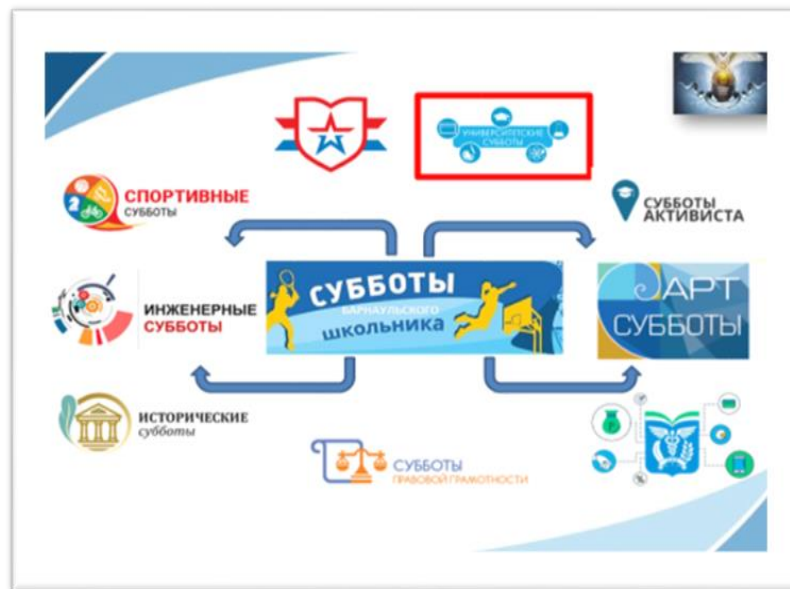 УНИВЕРСИТЕТСКИЕ
СУББОТЫ
СПОРТИВНЫЕ
СУББОТЫ
СУББОТЫ
АКТИВИСТА
ИНЖЕНЕРНЫЕ
СУББОТЫ
СУББОТЫ
БАРНАУЛЬСКОГО
школьника
АРТ
СУББОТЫ
ИСТОРИЧЕСКИЕ
субботы
СУББОТЫ
ПРАВОВОЙ ГРАМОТНОСТИ